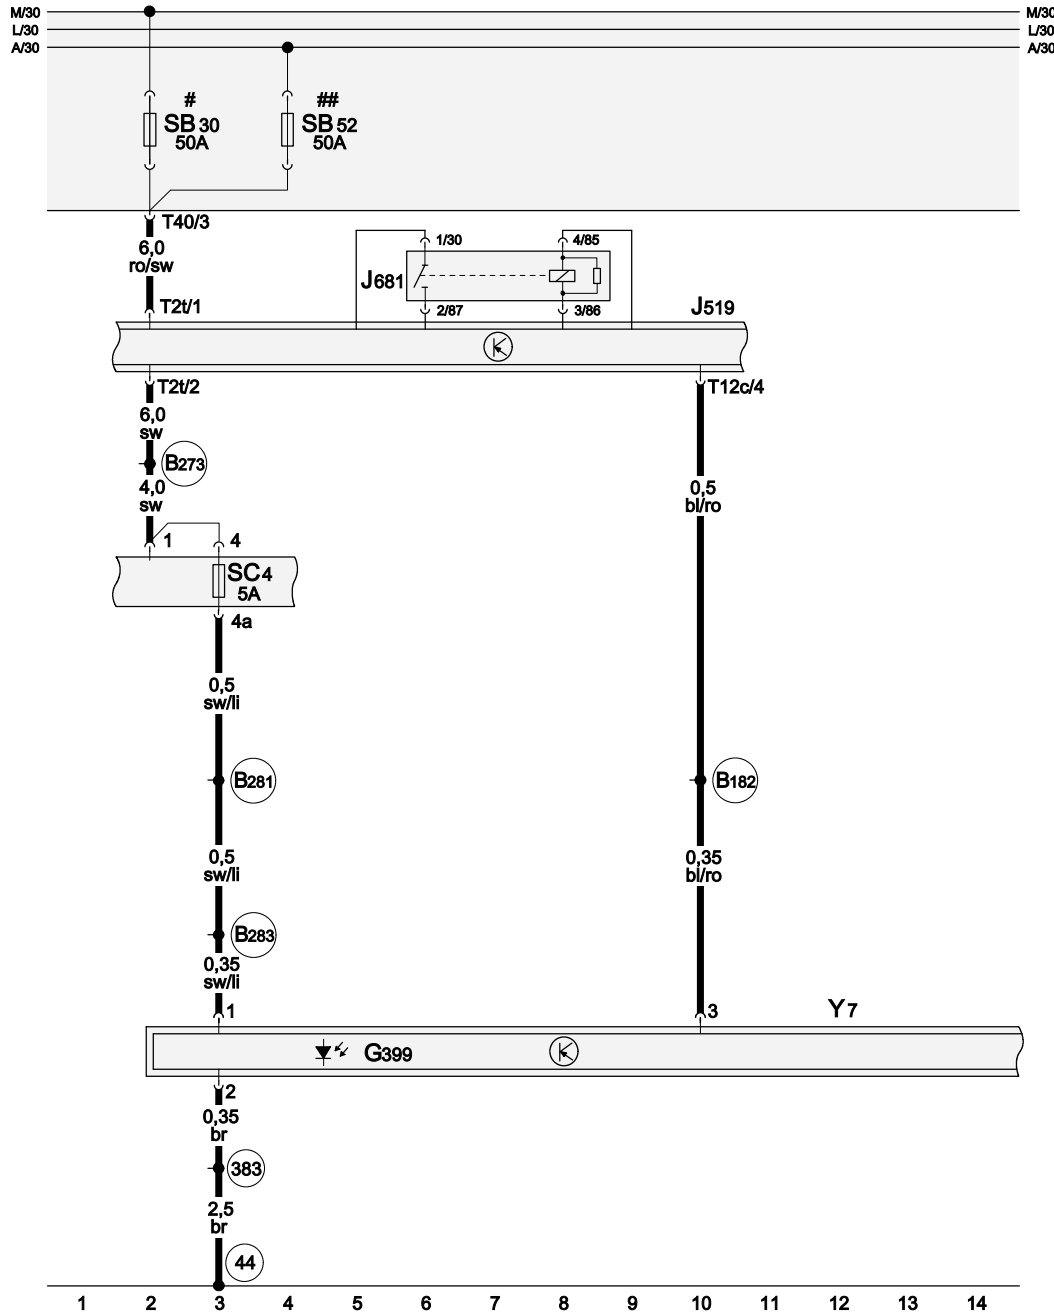 M/30 M/30
L/30 L/30
A/30 A/30
# ##
SB30 SB52
50A 50A
T40/3
6,0
ro/sw
1/30 4/85
J681
2/87 3/86
T2t/1 J519
T2t/2 T12c/4
6,0
sw
B273
4,0 0,5
sw bl/ro
1 4
SC4
5A
4a
0,5
sw/li
B281 B182
0,5 0,35
sw/li bl/ro
B283
0,35
sw/li
1 3 Y7
G399
2
0,35
br
383
2,5
br
44
1 2 3 4 5 6 7 8 9 10 11 12 13 14